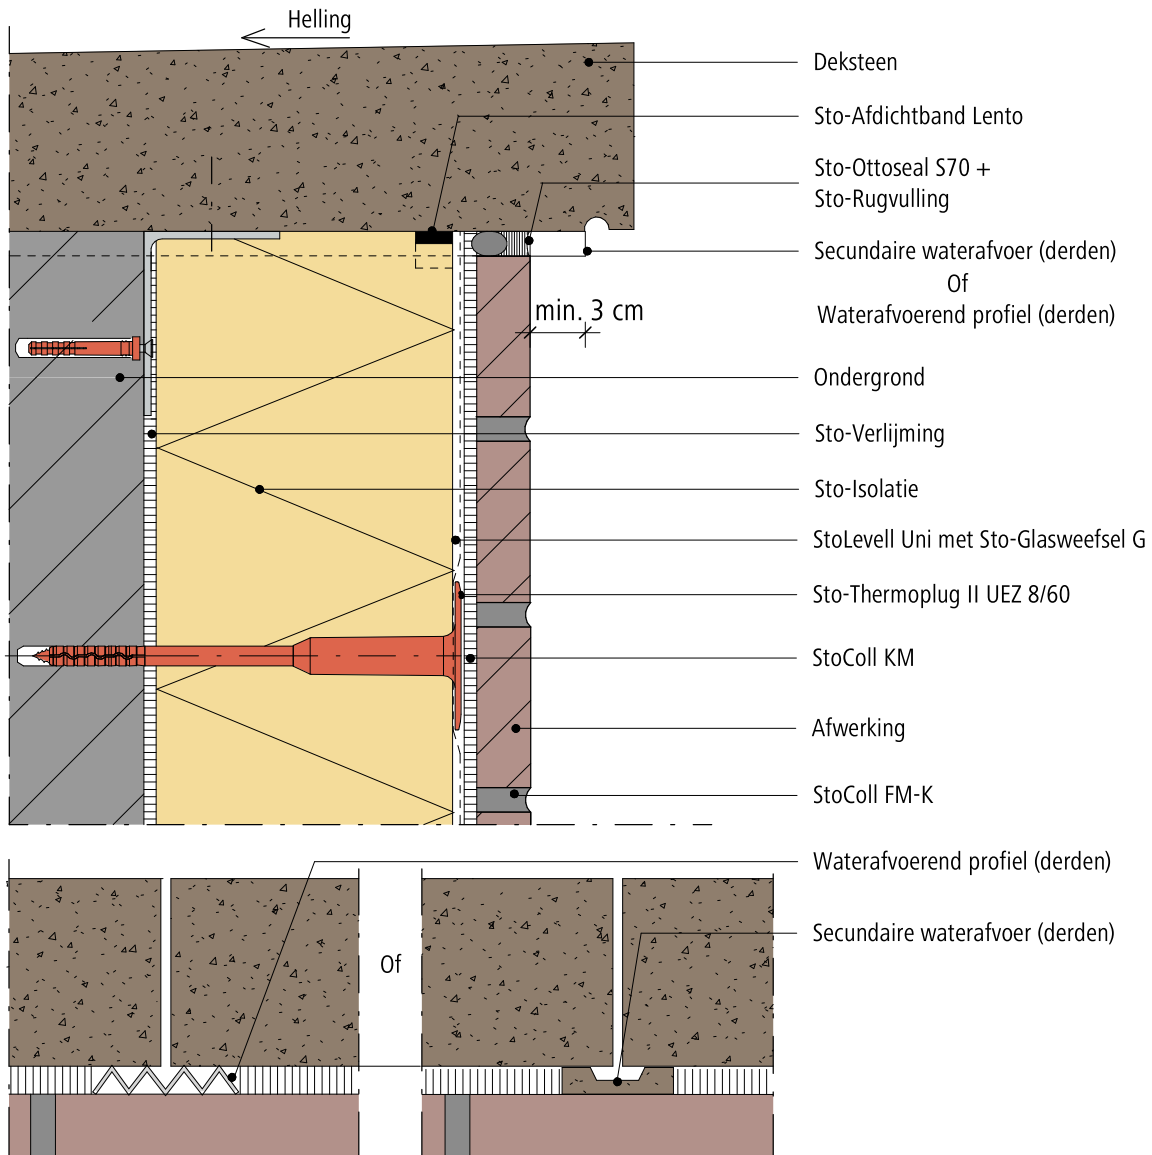 Helling
Deksteen
Sto-Afdichtband Lento
Sto-Ottoseal S70 +
Sto-Rugvulling
Secundaire waterafvoer (derden)
Of
Waterafvoerend profiel (derden)
min. 3 cm
Ondergrond
Sto-Verlijming
Sto-Isolatie
StoLevell Uni met Sto-Glasweefsel G
Sto-Thermoplug II UEZ 8/60
StoColl KM
Afwerking
StoColl FM-K
Waterafvoerend profiel (derden)
Secundaire waterafvoer (derden)
Of